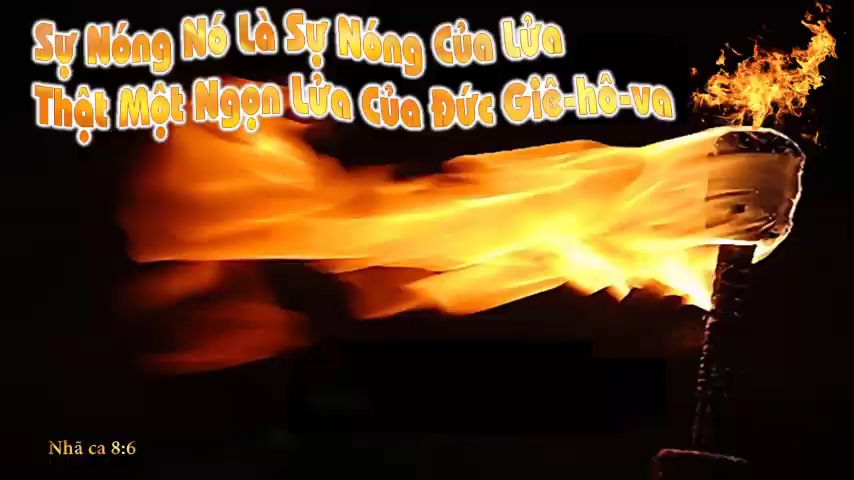 Sự Nóng Nó Là Sự Nóng Của Lửa
Thật Một Ngọn Lửa Của Đức Giê-hô-va
Nhã ca 8:6